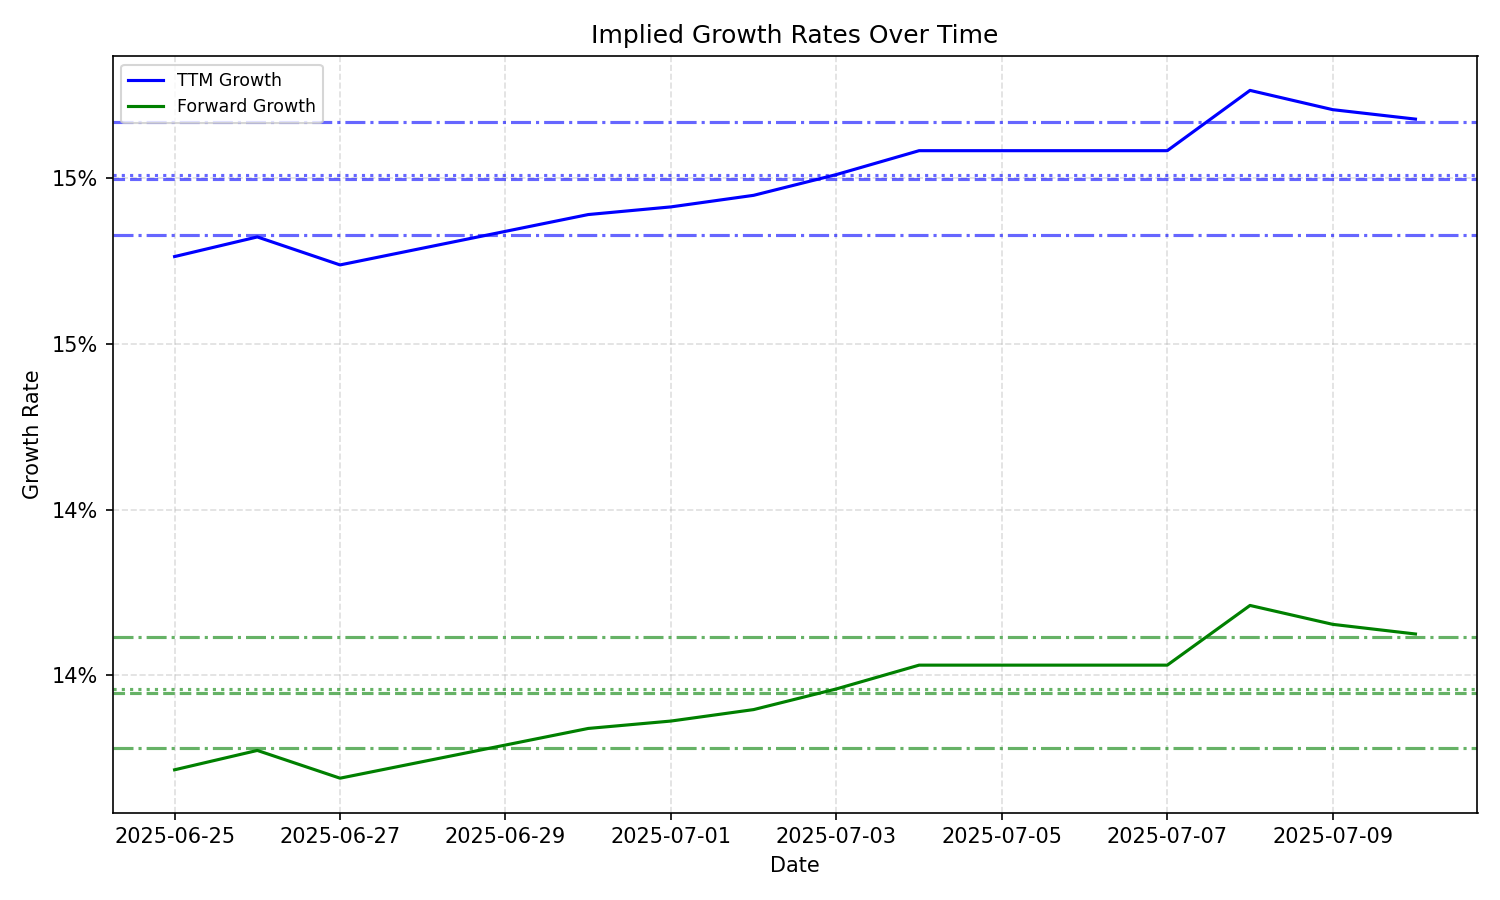 Implied Growth Rates Over Time
TTM Growth
Forward Growth
15%
15%
14%
14%
Growth Rate
2025-06-25
2025-06-27
2025-06-29
2025-07-01
2025-07-03
2025-07-05
2025-07-07
2025-07-09
Date